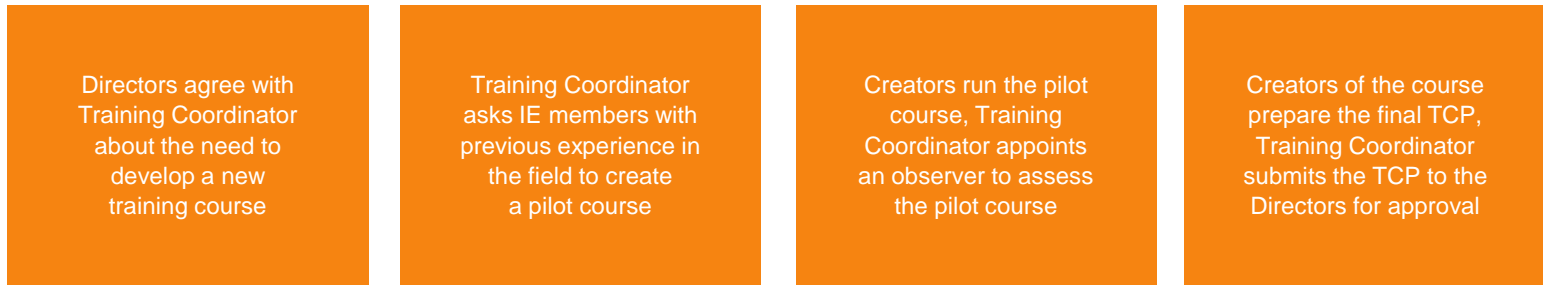 Directors agree with
Training Coordinator
about the need to
develop a new
training course
Training Coordinator
asks IE members with
previous experience in
the field to create
a pilot course
Creators run the pilot
course, Training
Coordinator appoints
an observer to assess
the pilot course
Creators of the course
prepare the final TCP,
Training Coordinator
submits the TCP to the
Directors for approval